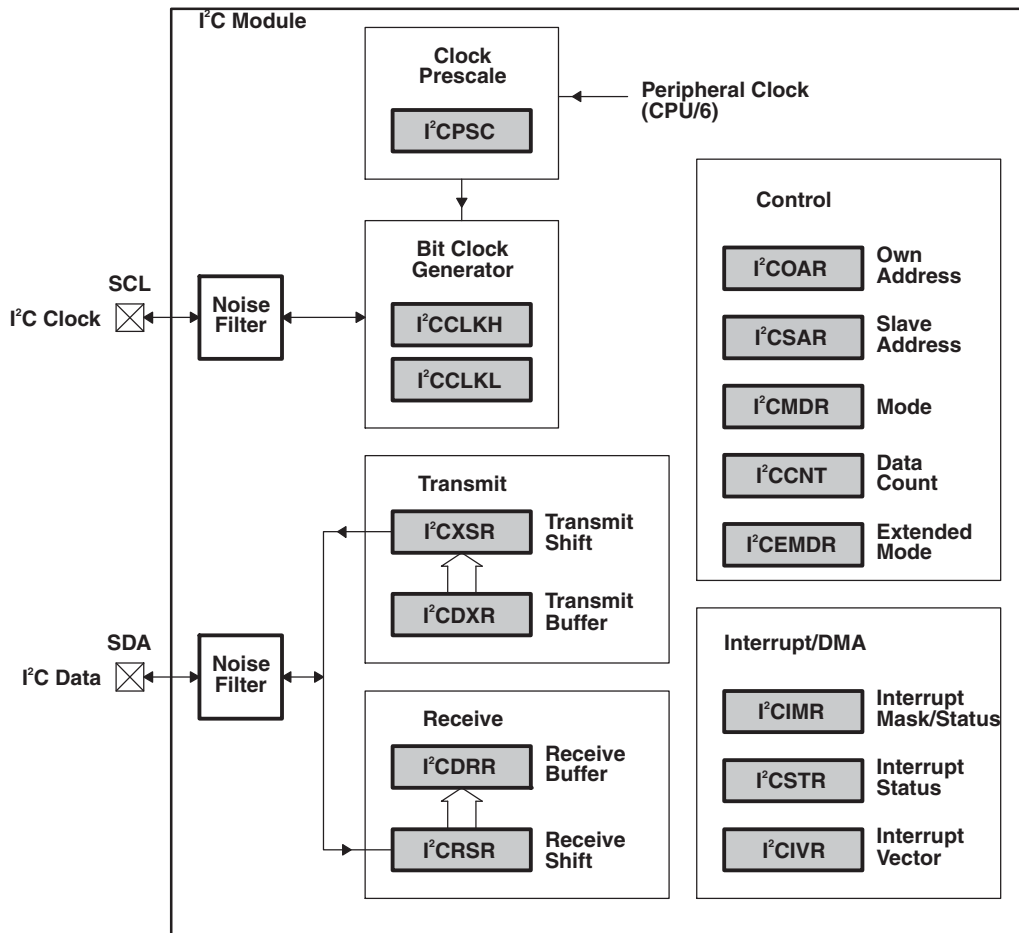 I²C Module
Clock
Prescale
I²CPSC
Peripheral Clock
(CPU/6)
Bit Clock
Generator
I²CCLKH
I²CCLKL
SCL
I²C Clock
Noise
Filter
Control
I²COAR
Own
Address
I²CSAR
Slave
Address
I²CMDR
Mode
I²CCNT
Data
Count
I²CEMDR
Extended
Mode
Transmit
I²CXSR
Transmit
Shift
I²CDXR
Transmit
Buffer
SDA
I²C Data
Noise
Filter
Receive
I²CDRR
Receive
Buffer
I²CRSR
Receive
Shift
Interrupt/DMA
I²CIMR
Interrupt
Mask/Status
I²CSTR
Interrupt
Status
I²CIVR
Interrupt
Vector